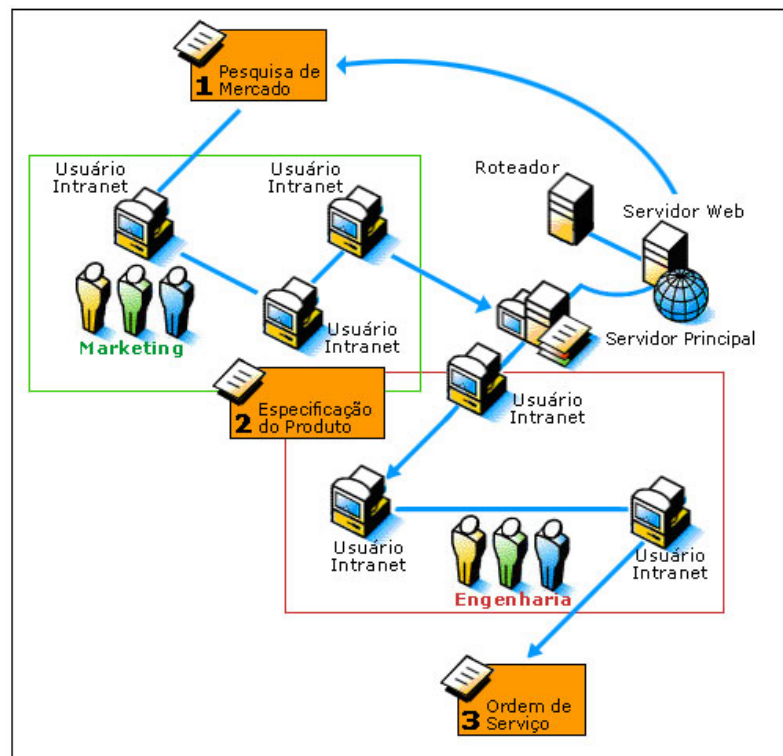 1 Pesquisa de
Mercado
Usuário
Intranet
Usuário
Intranet
Roteador
Servidor Web
Usuário
Intranet
Marketing
Servidor Principal
2 Especificação
do Produto
Usuário
Intranet
Usuário
Intranet
Usuário
Intranet
Engenharia
3 Ordem de
Serviço